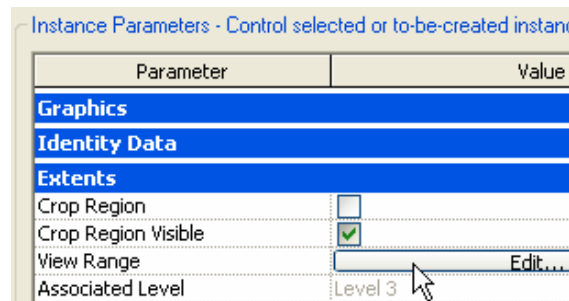 Instance Parameters - Control selected or to-be-created instanc
Parameter Value
Graphics
Identity Data
Extents
Crop Region
Crop Region Visible
View Range Edit...
Associated Level Level 3